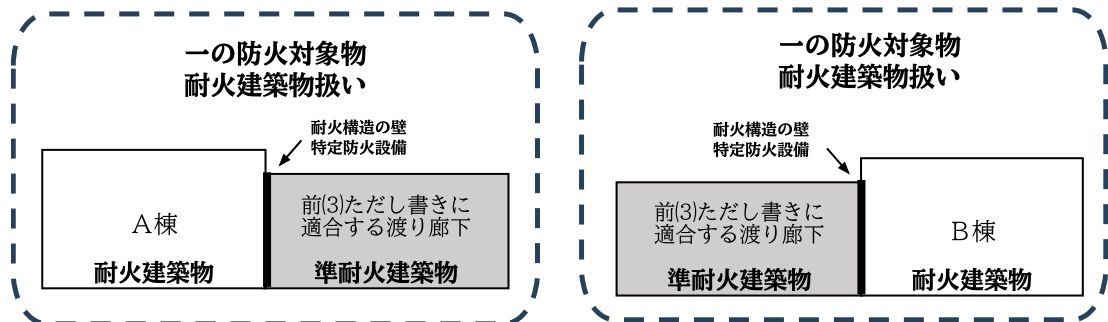 一の防火対象物
耐火建築物扱い
耐火構造の壁
特定防火設備
A棟
耐火建築物
前⑶ただし書きに
適合する渡り廊下
準耐火建築物
一の防火対象物
耐火建築物扱い
耐火構造の壁
特定防火設備
前⑶ただし書きに
適合する渡り廊下
準耐火建築物
B棟
耐火建築物